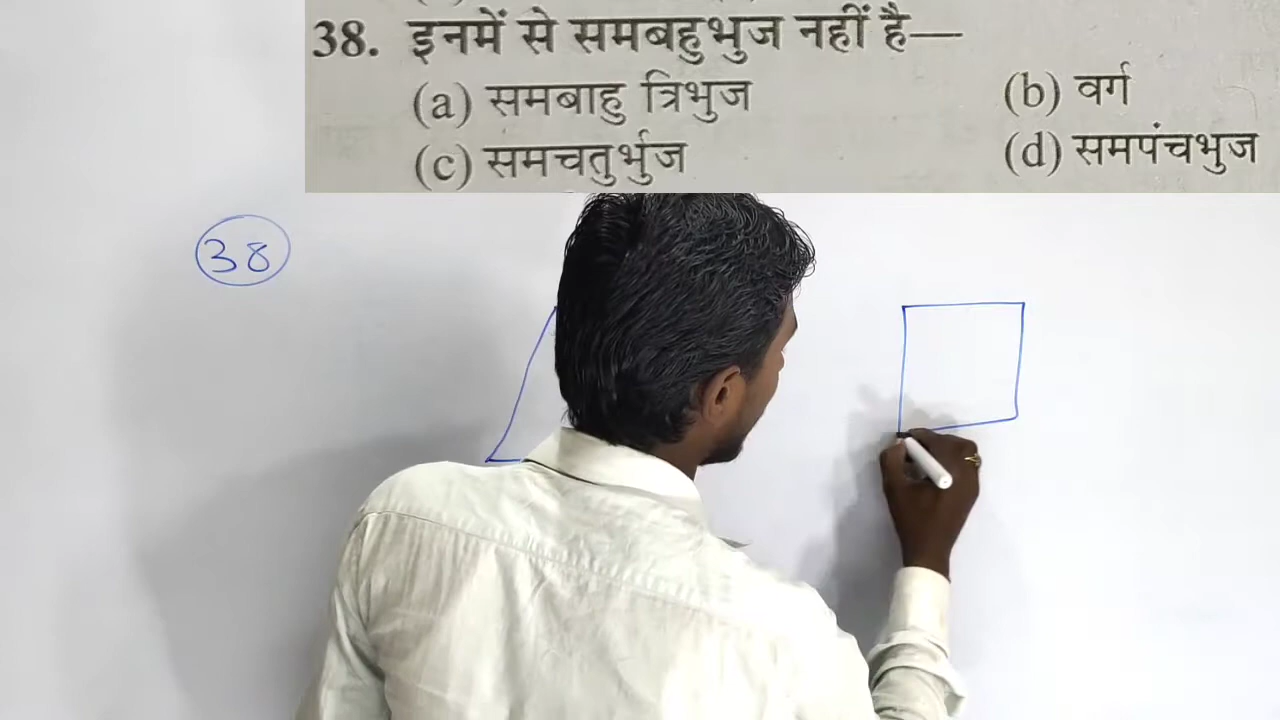 38. इनमें से समबहुभुज नहीं है—
(a) समबाहु त्रिभुज (b) वर्ग
(c) समचतुर्भुज (d) समपंचभुज
38